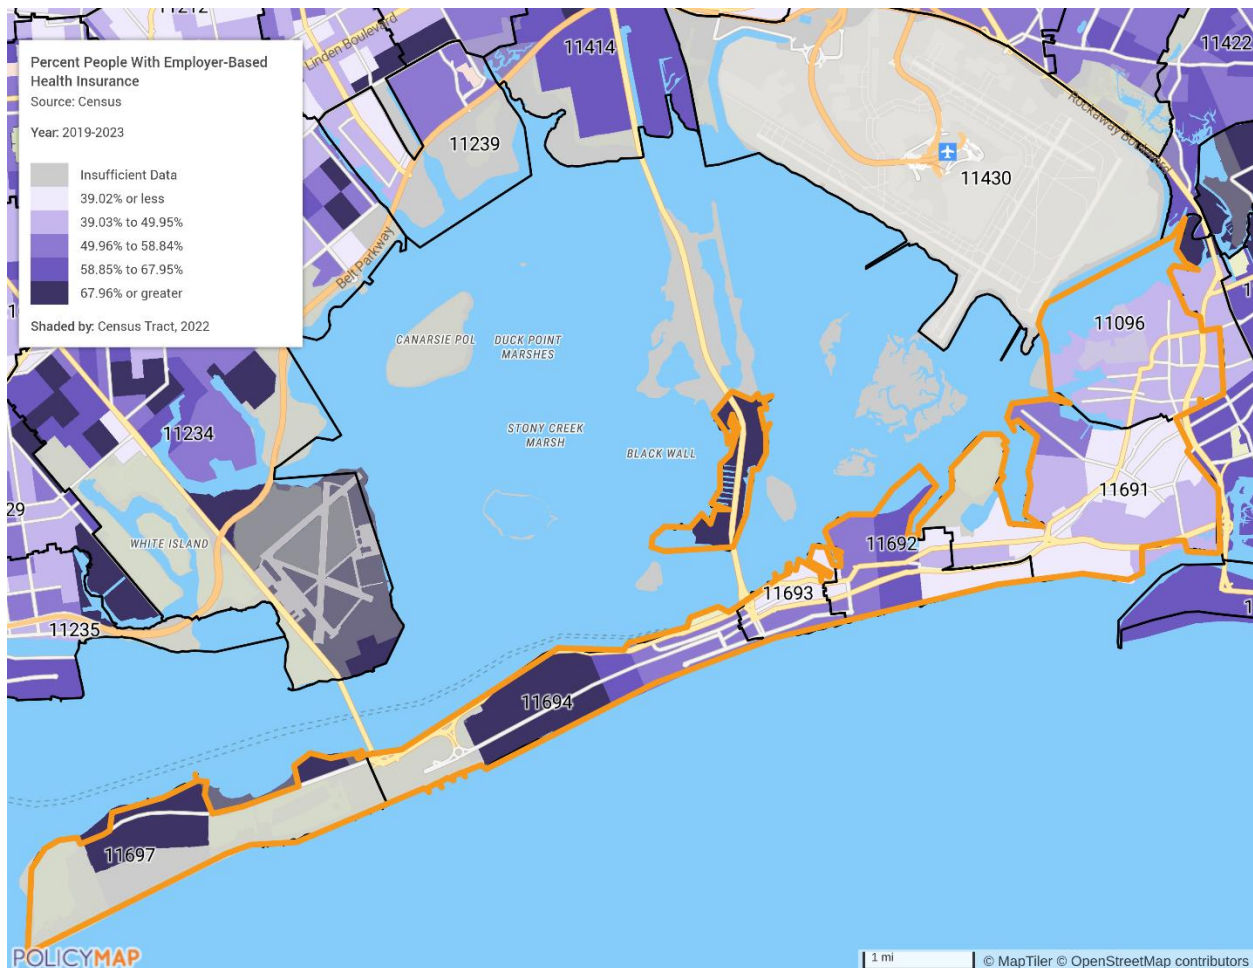 11212
Linden Boulevard
11414
11422
Percent People With Employer-Based
Health Insurance
Source: Census
Year: 2019-2023
Insufficient Data
39.02% or less
39.03% to 49.95%
49.96% to 58.84%
58.85% to 67.95%
67.96% or greater
Shaded by: Census Tract, 2022
Rockaway Boulevard
11239
11430
Belt Parkway
11096
CANARSIE POL
DUCK POINT
MARSHES
11234
STONY CREEK
MARSH
BLACK WALL
11691
29
WHITE ISLAND
11692
11693
11235
11694
11697
POLICYMAP
1 mi
© MapTiler © OpenStreetMap contributors